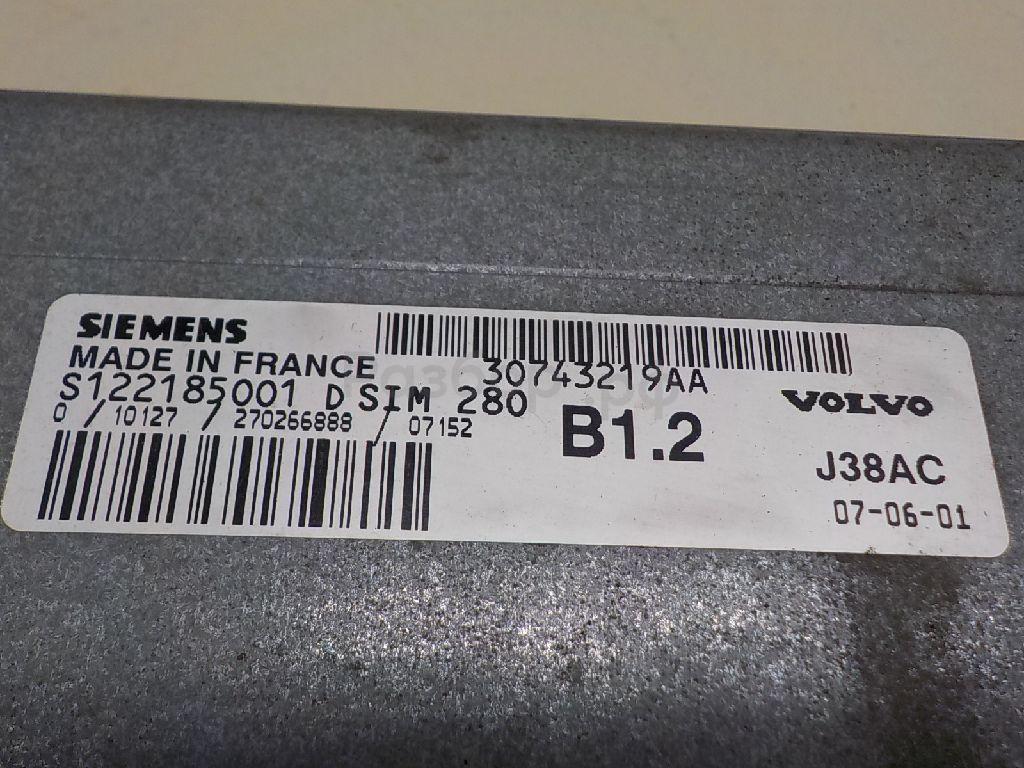 SIEMENS
MADE IN FRANCE
30743219AA
S122185001 D SIM 280
VOLVO
0 / 10127 / 270266888 / 07152
B1.2
J38AC
07-06-01